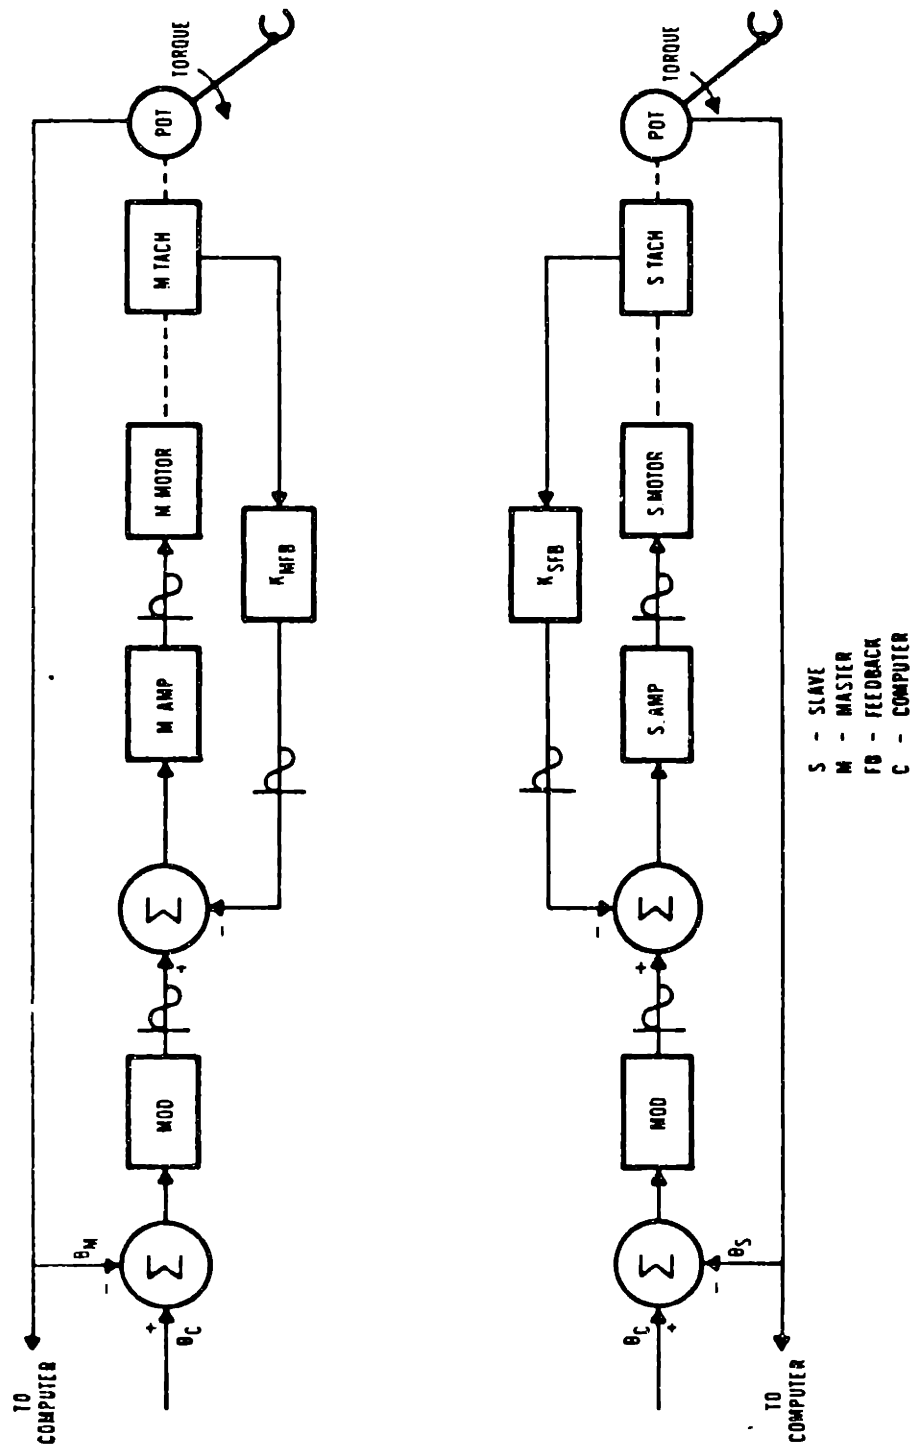 TO
COMPUTER
θM
-
+
θC
Σ
MOD
+
-
Σ
M AMP
M MOTOR
M TACH
POT
TORQUE
KMFB
KSFB
θC
+
-
θS
Σ
MOD
+
-
Σ
S. AMP
S. MOTOR
S TACH
POT
TORQUE
TO
COMPUTER
S - SLAVE
M - MASTER
FB - FEEDBACK
C - COMPUTER